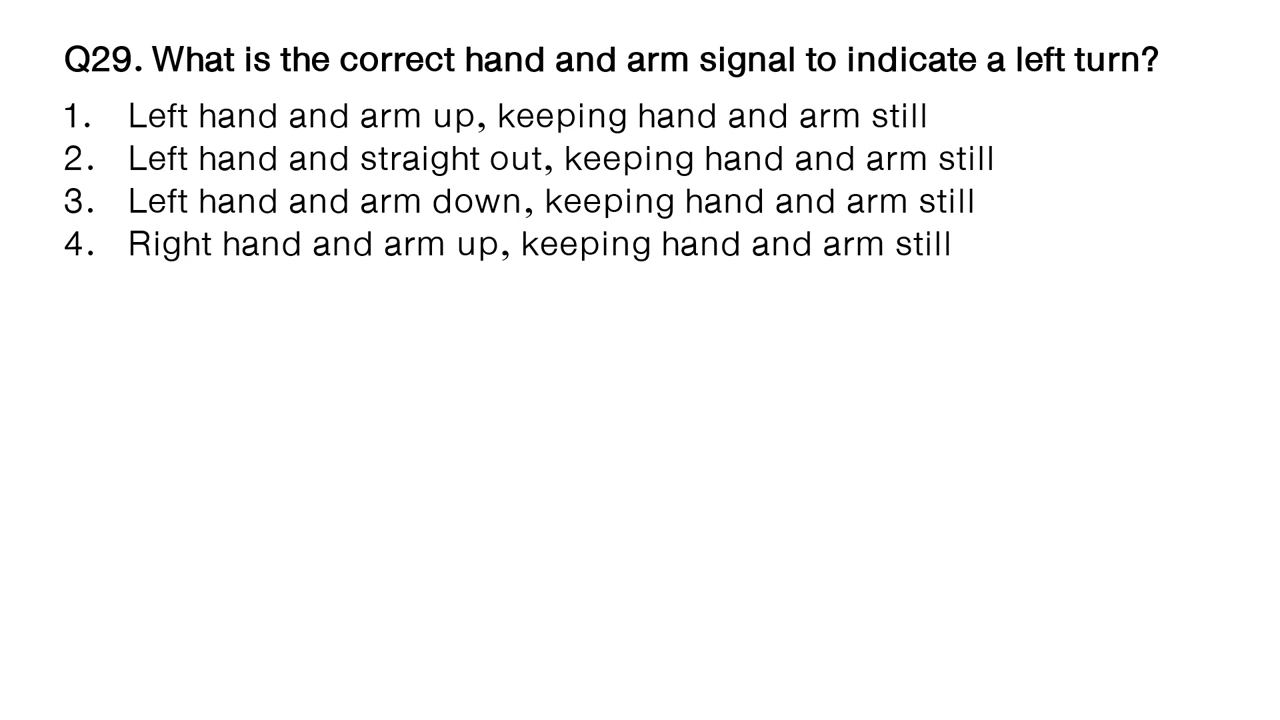 Q29. What is the correct hand and arm signal to indicate a left turn?
1. Left hand and arm up, keeping hand and arm still
2. Left hand and straight out, keeping hand and arm still
3. Left hand and arm down, keeping hand and arm still
4. Right hand and arm up, keeping hand and arm still